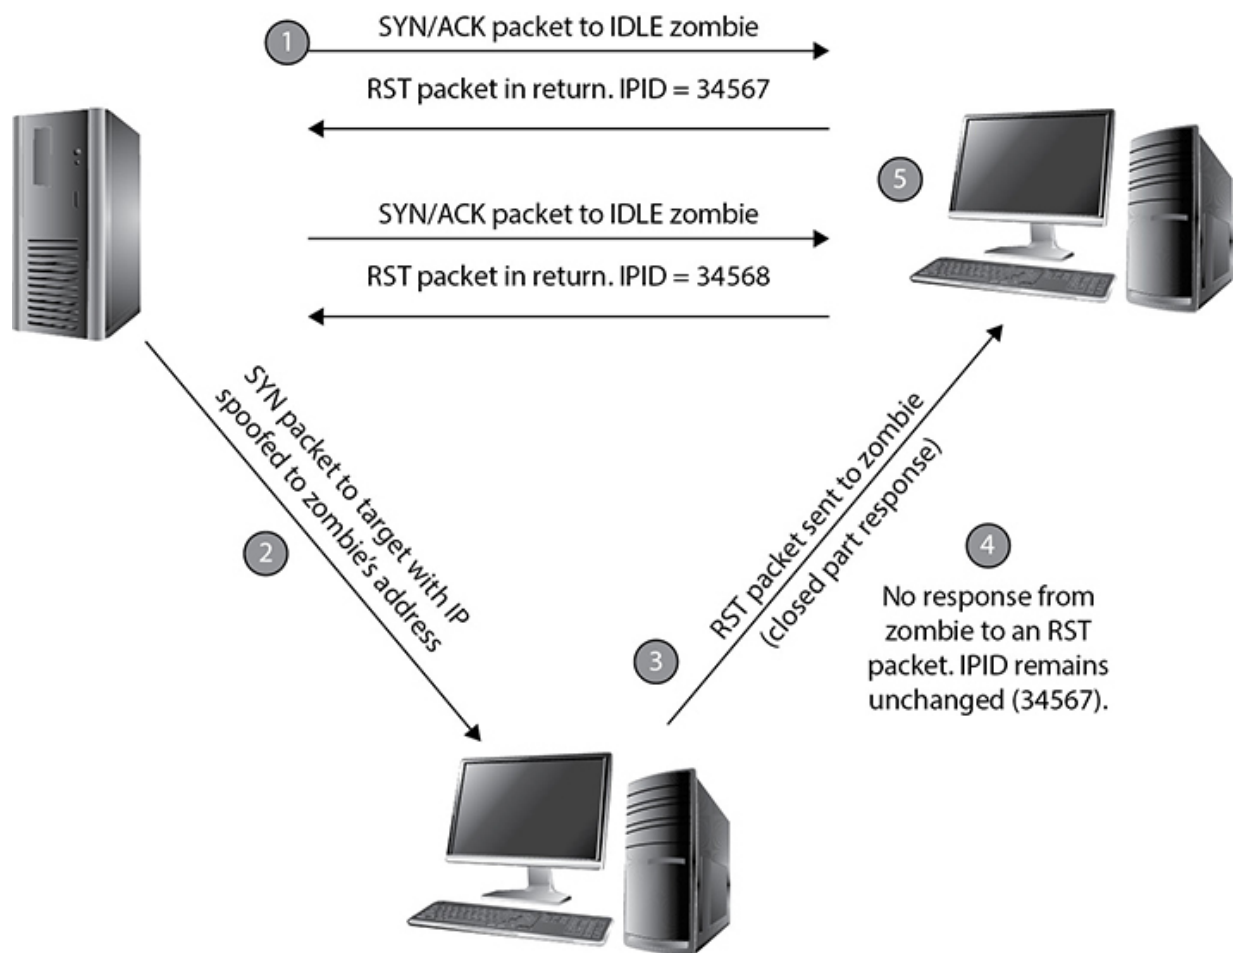 1
SYN/ACK packet to IDLE zombie
RST packet in return. IPID = 34567
5
SYN/ACK packet to IDLE zombie
RST packet in return. IPID = 34568
2
SYN packet to target with IP
spoofed to zombie's address
3
RST packet sent to zombie
(closed part response)
4
No response from
zombie to an RST
packet. IPID remains
unchanged (34567).